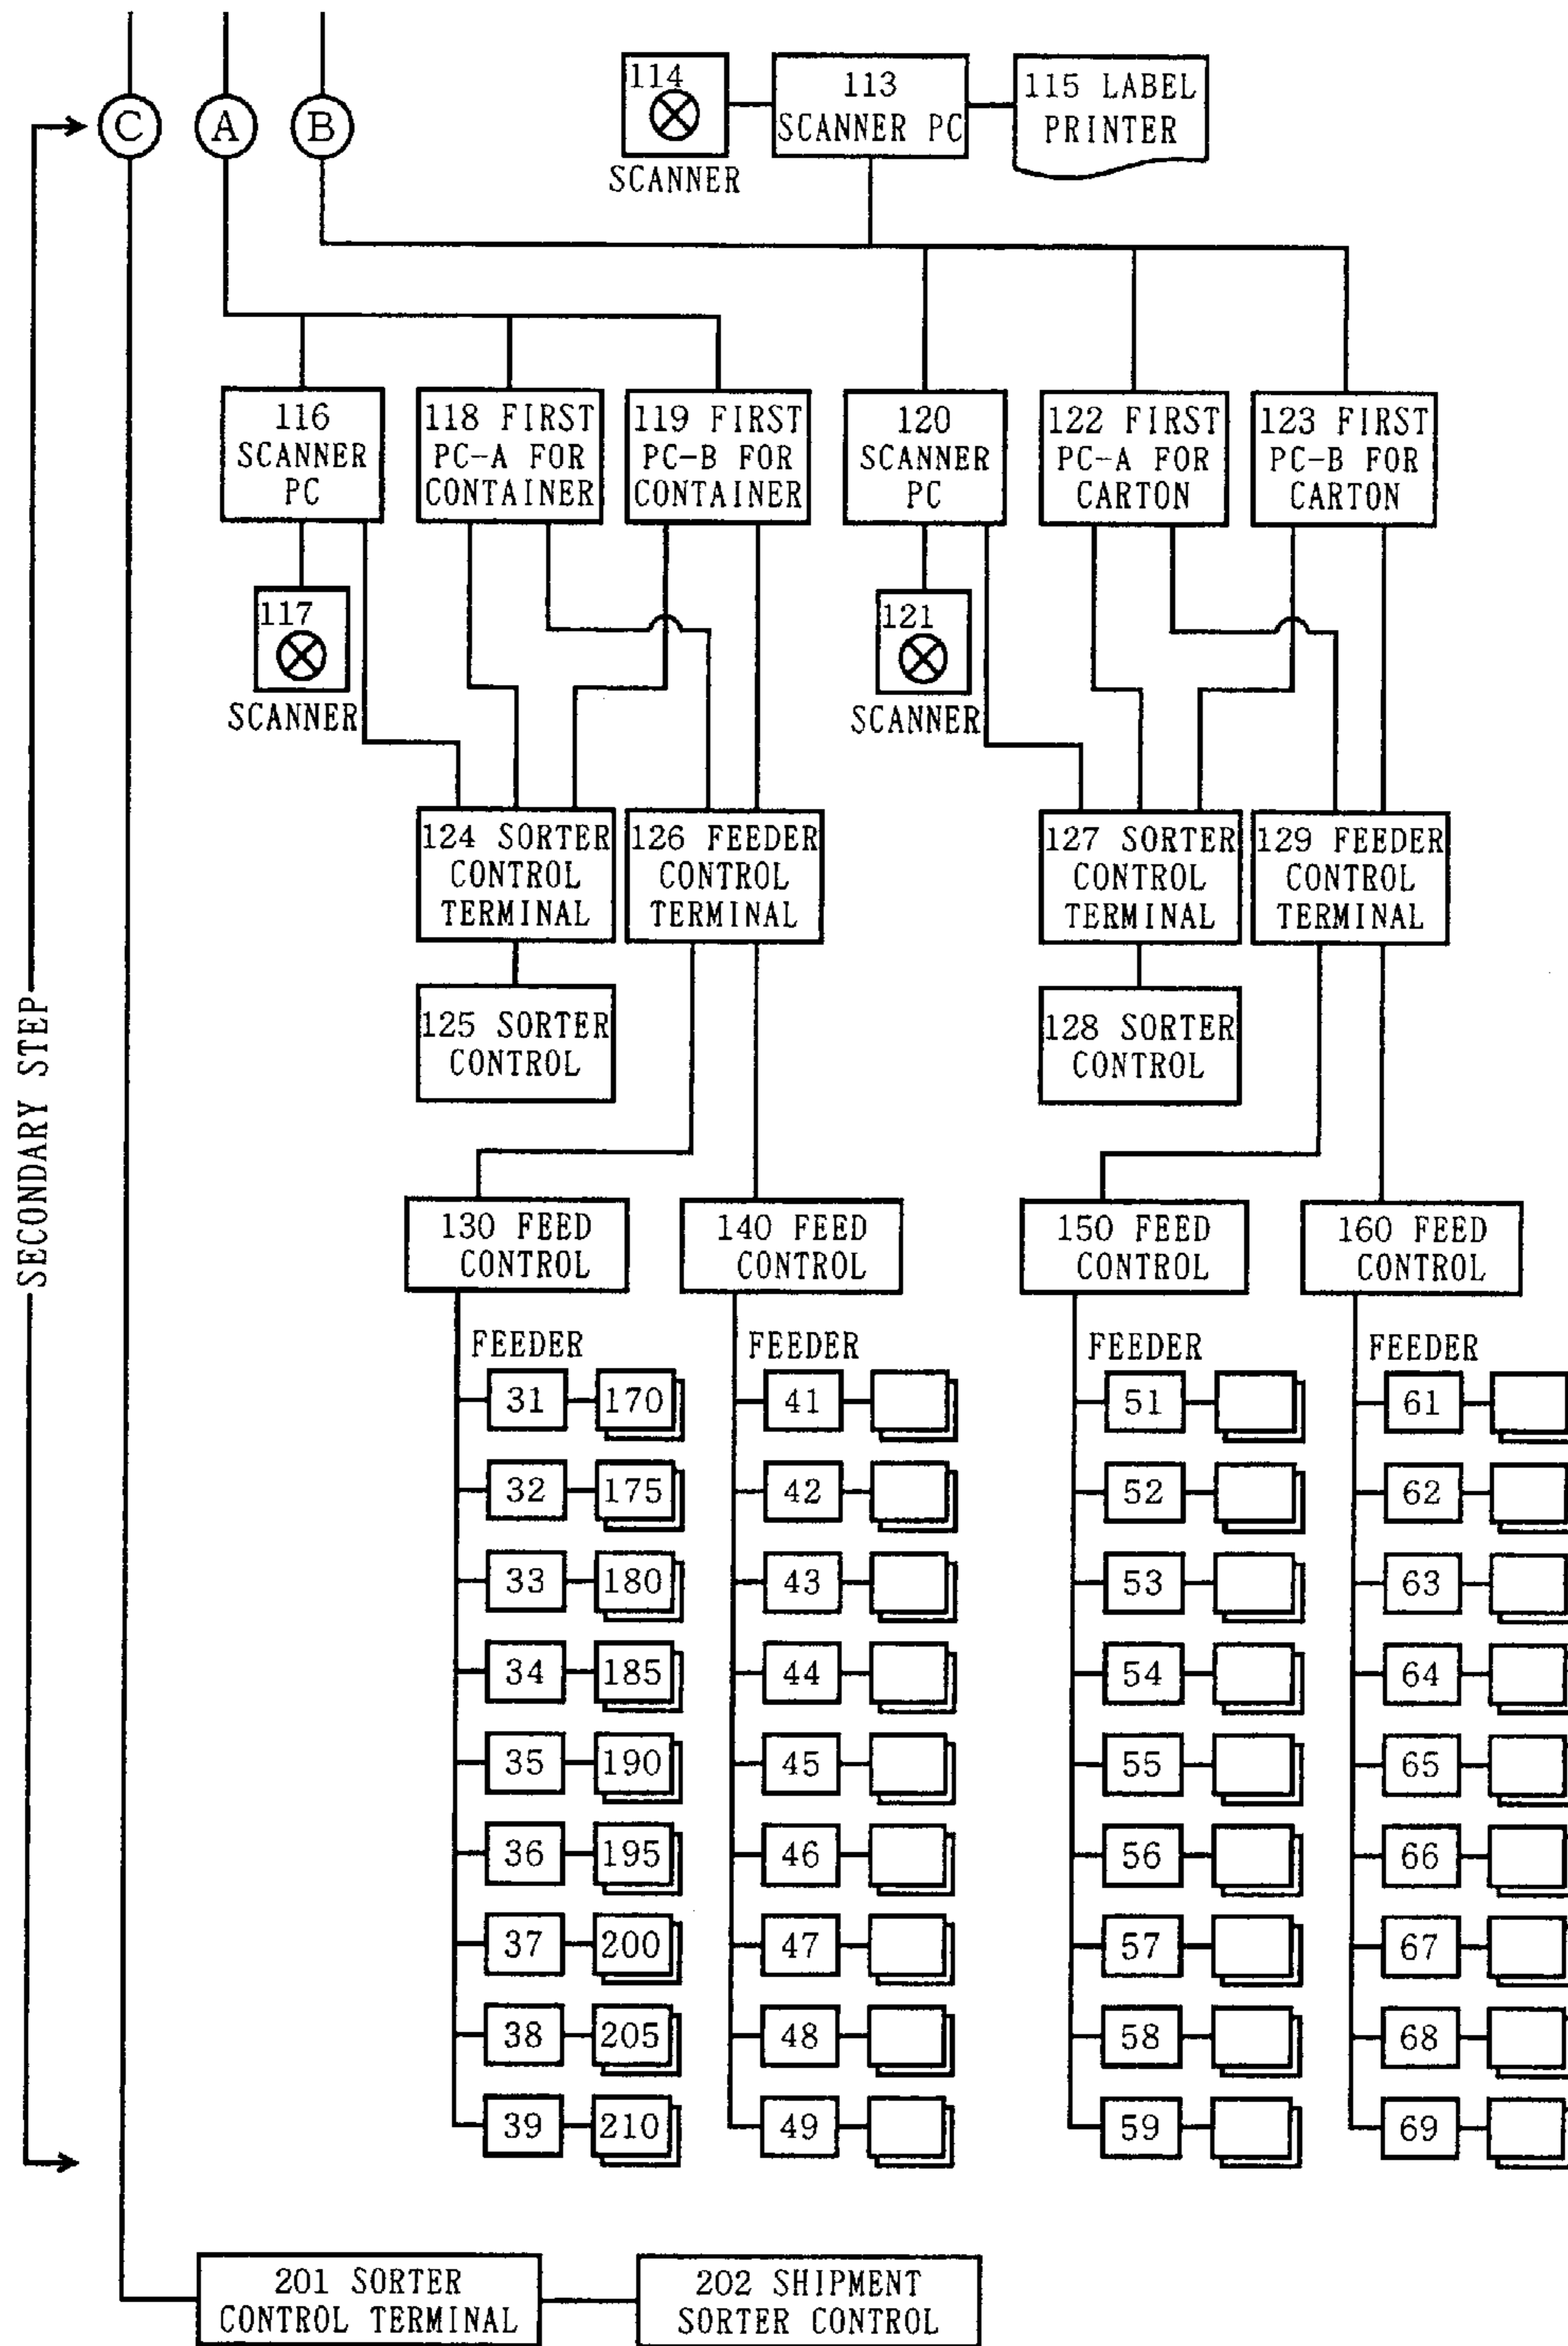 C A B
114
SCANNER
113
SCANNER PC
115 LABEL
PRINTER
116
SCANNER
PC
118 FIRST
PC-A FOR
CONTAINER
119 FIRST
PC-B FOR
CONTAINER
120
SCANNER
PC
122 FIRST
PC-A FOR
CARTON
123 FIRST
PC-B FOR
CARTON
117
SCANNER
121
SCANNER
124 SORTER
CONTROL
TERMINAL
126 FEEDER
CONTROL
TERMINAL
127 SORTER
CONTROL
TERMINAL
129 FEEDER
CONTROL
TERMINAL
125 SORTER
CONTROL
128 SORTER
CONTROL
SECONDARY STEP
130 FEED
CONTROL
140 FEED
CONTROL
150 FEED
CONTROL
160 FEED
CONTROL
FEEDER
31 170
32 175
33 180
34 185
35 190
36 195
37 200
38 205
39 210
FEEDER
41
42
43
44
45
46
47
48
49
FEEDER
51
52
53
54
55
56
57
58
59
FEEDER
61
62
63
64
65
66
67
68
69
201 SORTER
CONTROL TERMINAL
202 SHIPMENT
SORTER CONTROL